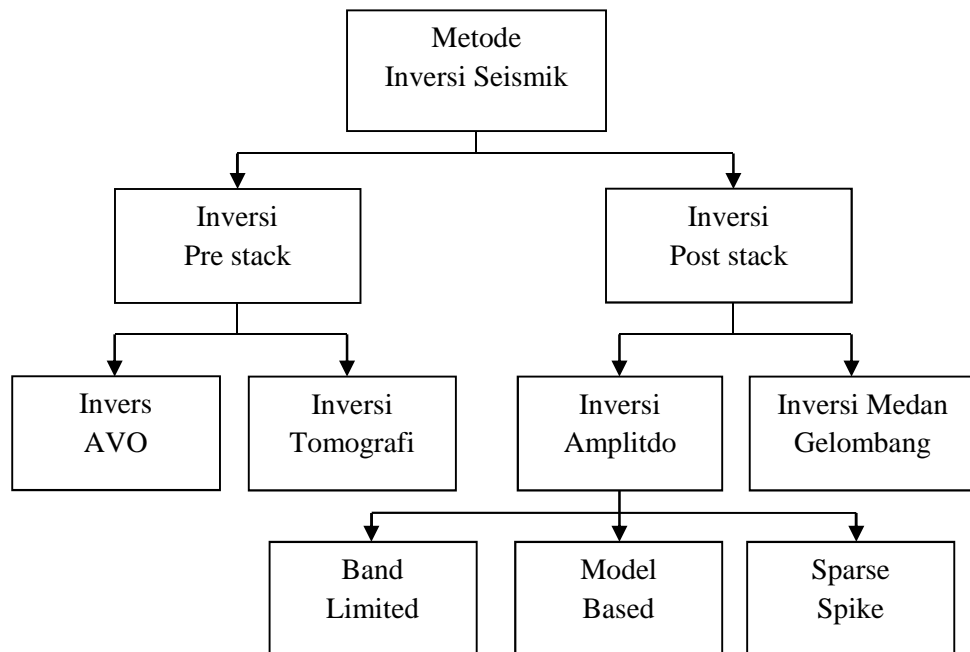 Metode
Inversi Seismik
Inversi
Pre stack
Inversi
Post stack
Invers
AVO
Inversi
Tomografi
Inversi
Amplitdo
Inversi Medan
Gelombang
Band
Limited
Model
Based
Sparse
Spike